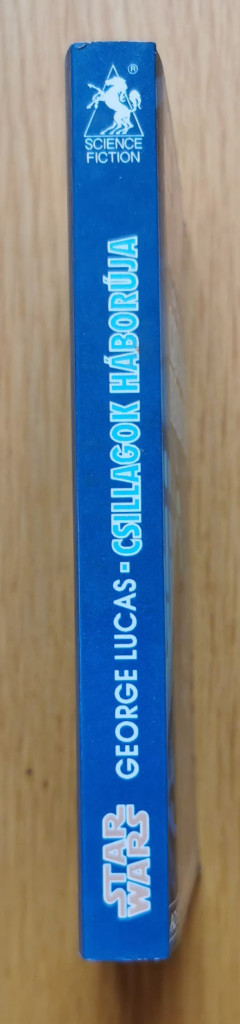 ®
SCIENCE
FICTION
STAR
WARS
GEORGE LUCAS · CSILLAGOK HÁBORÚJA